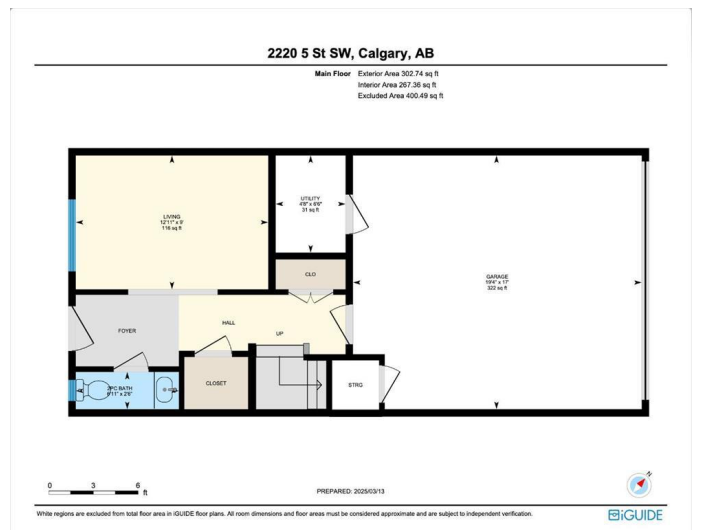 2220 5 St SW, Calgary, AB
Main Floor Exterior Area 302.74 sq ft
Interior Area 267.36 sq ft
Excluded Area 400.49 sq ft
LIVING
12'11" x 9'
116 sq ft
UTILITY
4'8" x 6'6"
31 sq ft
CLO
GARAGE
19'4" x 17'
322 sq ft
FOYER
HALL
UP
2PC BATH
6'11" x 2'6"
CLOSET
STRG
0 3 6 ft
PREPARED: 2025/03/13
N
White regions are excluded from total floor area in iGUIDE floor plans. All room dimensions and floor areas must be considered approximate and are subject to independent verification.
iGUIDE